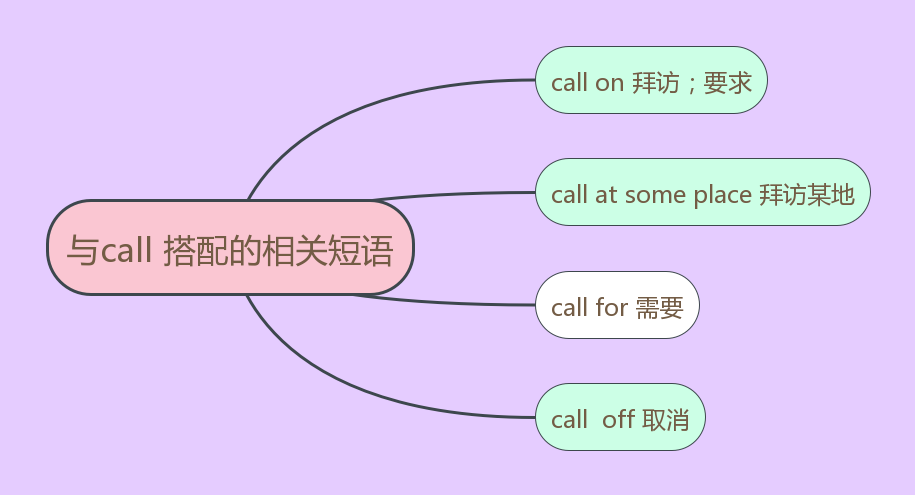 与call 搭配的相关短语
call on 拜访；要求
call at some place 拜访某地
call for 需要
call  off 取消